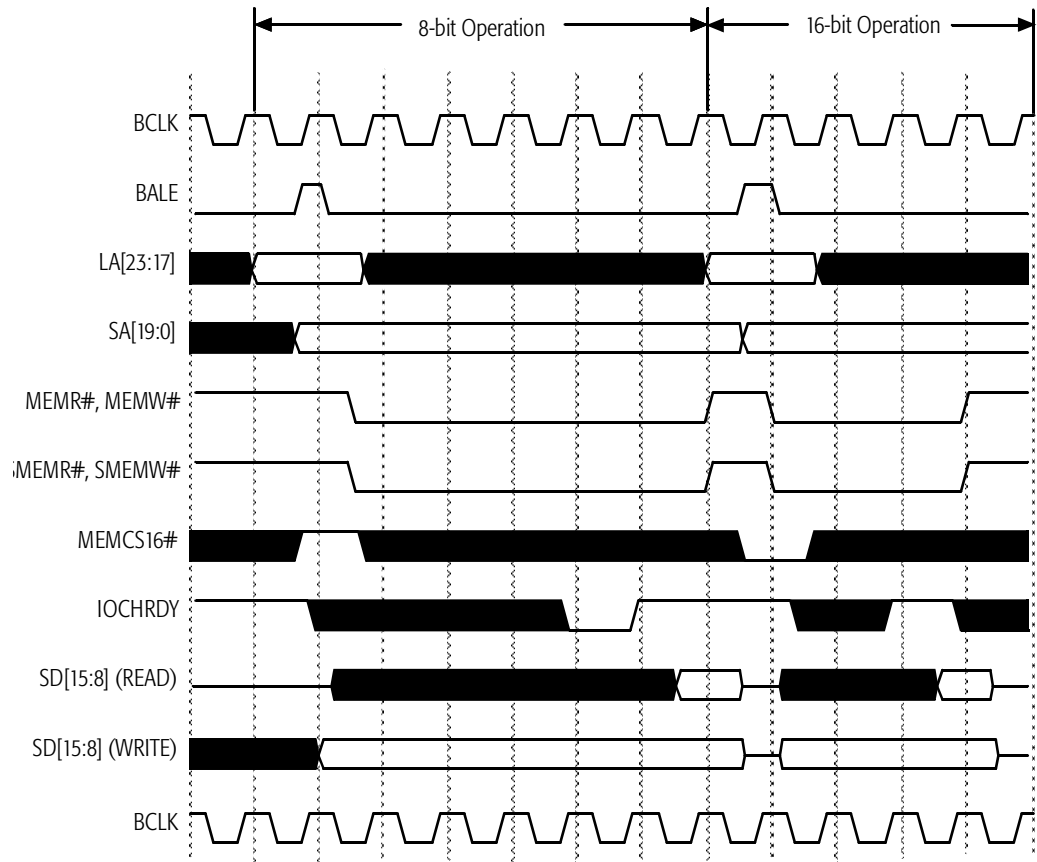 8-bit Operation
16-bit Operation
BCLK
BALE
LA[23:17]
SA[19:0]
MEMR#, MEMW#
SMEMR#, SMEMW#
MEMCS16#
IOCHRDY
SD[15:8] (READ)
SD[15:8] (WRITE)
BCLK